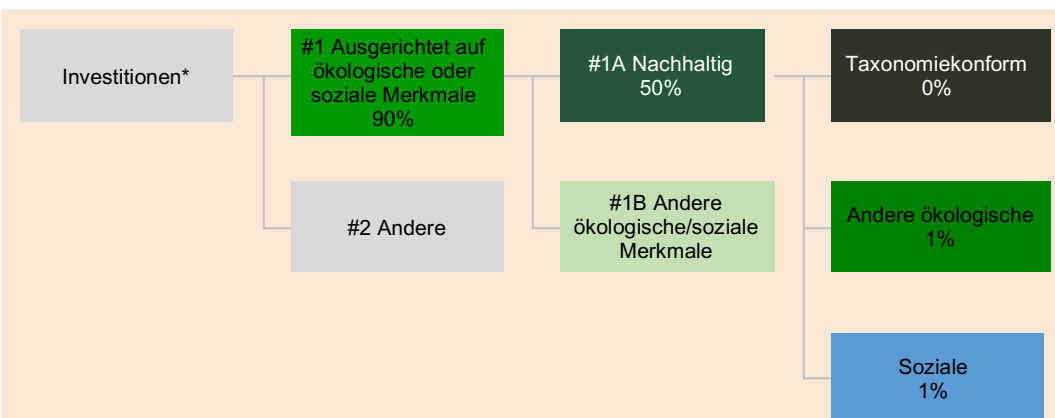 Investitionen*
#1 Ausgerichtet auf
ökologische oder
soziale Merkmale
90%
#1A Nachhaltig
50%
Taxonomiekonform
0%
#2 Andere
#1B Andere
ökologische/soziale
Merkmale
Andere ökologische
1%
Soziale
1%